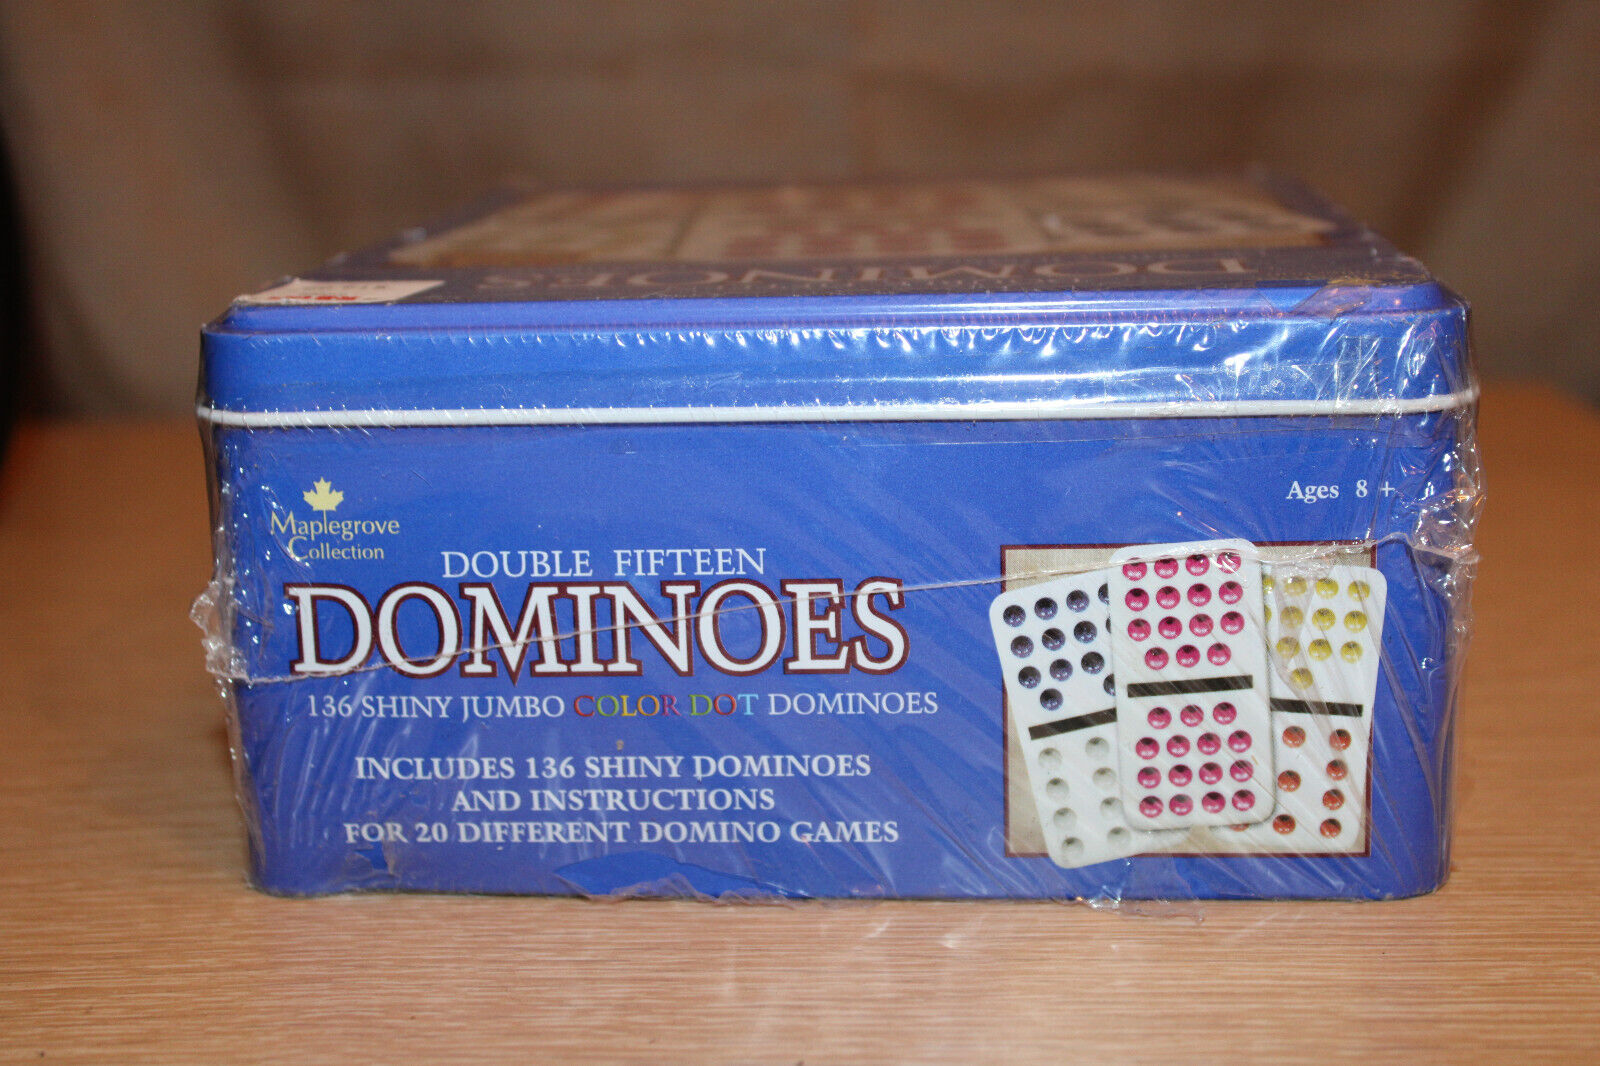 DOMINOES
Maplegrove
Collection
Ages 8 +
DOUBLE FIFTEEN
DOMINOES
136 SHINY JUMBO COLOR DOT DOMINOES
INCLUDES 136 SHINY DOMINOES
AND INSTRUCTIONS
FOR 20 DIFFERENT DOMINO GAMES